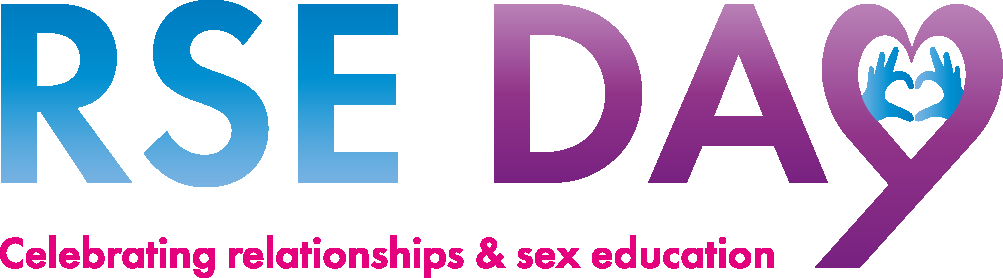 RSE DAY
Celebrating relationships & sex education